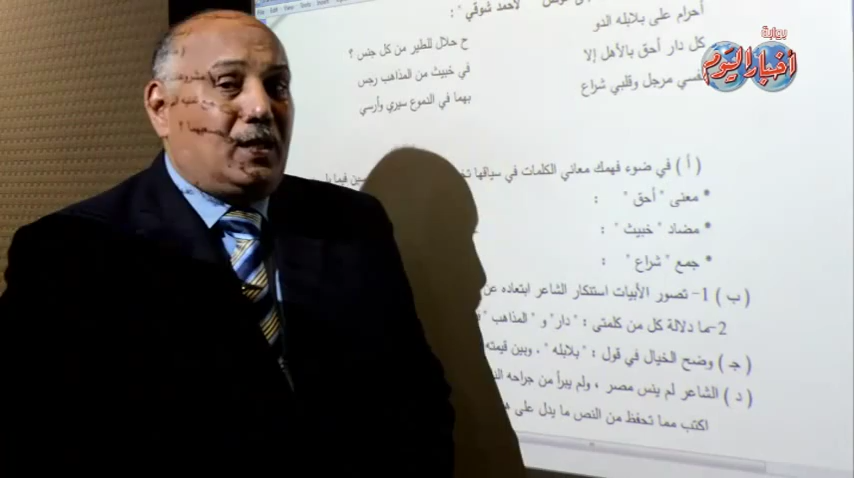 بوابة
أخبار اليوم
لأحمد شوقي " :
أحرام على بلابله الدو
ح حلال للطير من كل جنس ؟
كل دار أحق بالأهل إلا
في خبيث من المذاهب رجس
نفسي مرجل وقلبي شراع
بهما في الدموع سيري وأرسي
( أ ) في ضوء فهمك معاني الكلمات في سياقها
* معنى " أحق " :
* مضاد " خبيث " :
* جمع " شراع " :
( ب ) 1- تصور الأبيات استنكار الشاعر ابتعاده عن
2-ما دلالة كل من كلمتى : " دار" و " المذاهب "
( جـ ) وضح الخيال في قول : " بلابله " ، وبين قيمته
( د ) الشاعر لم ينس مصر ، ولم يبرأ من جراحه
اكتب مما تحفظ من النص ما يدل على